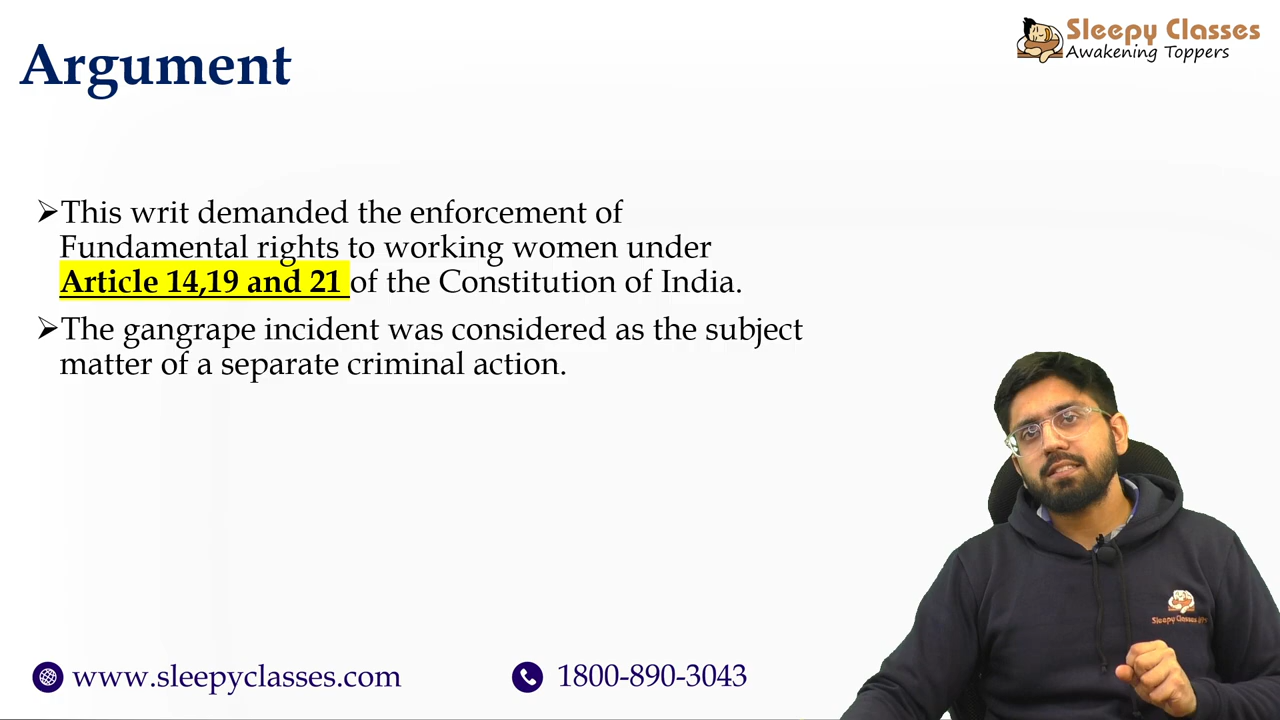 Argument
Sleepy Classes
Awakening Toppers
➢This writ demanded the enforcement of
Fundamental rights to working women under
Article 14,19 and 21 of the Constitution of India.
➢The gangrape incident was considered as the subject
matter of a separate criminal action.
www.sleepyclasses.com
1800-890-3043
Sleepy Classes